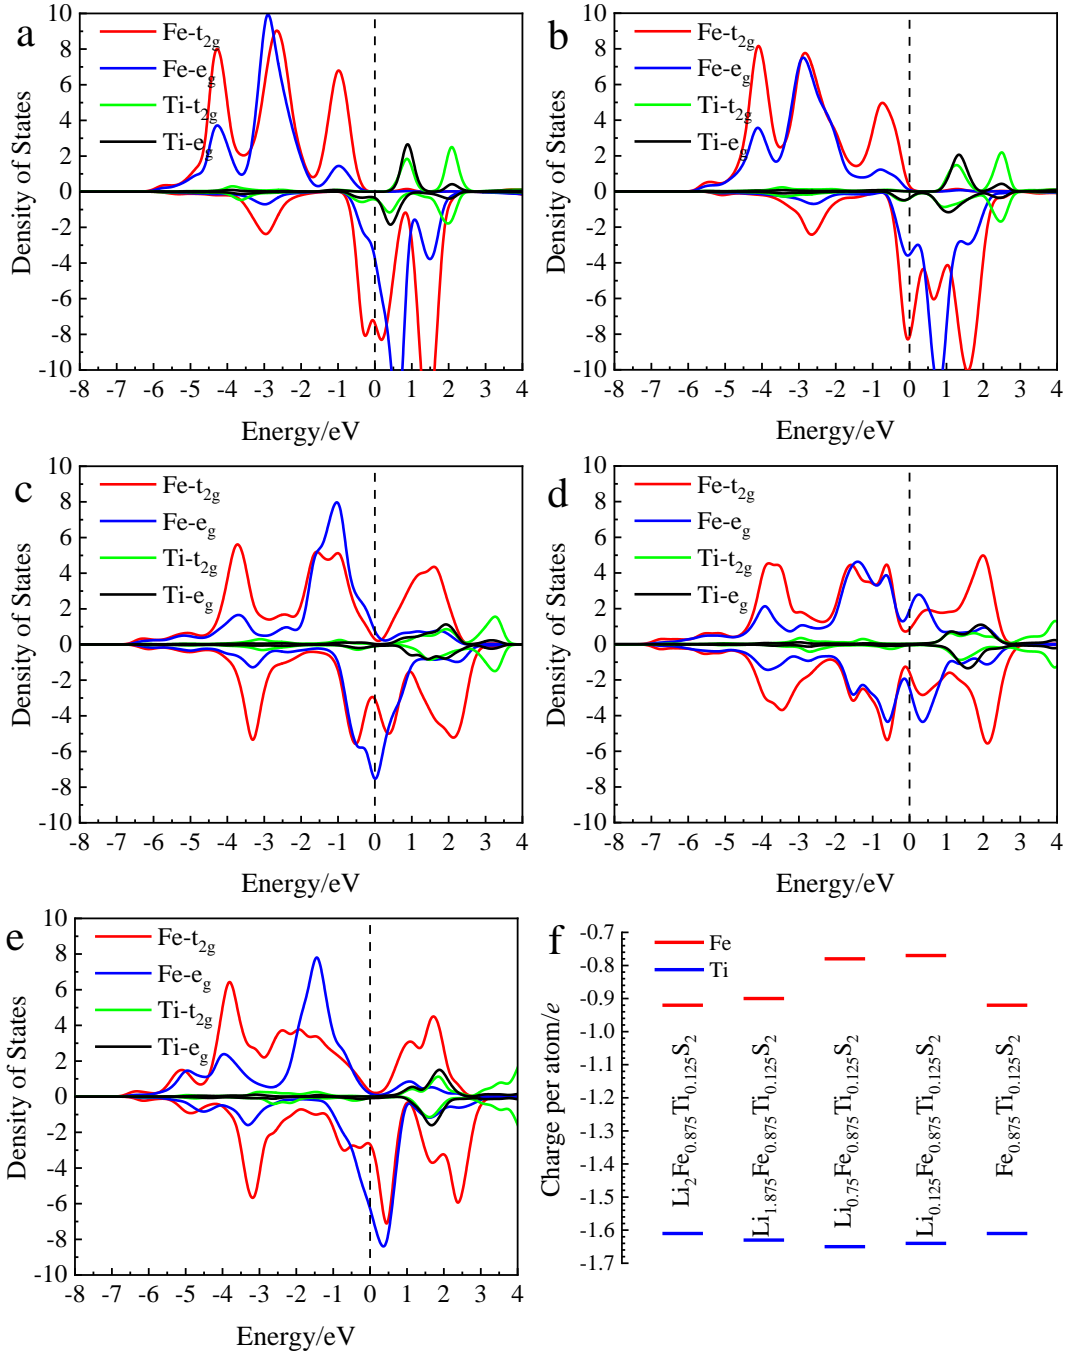 a
Fe-t2g
Fe-eg
Ti-t2g
Ti-eg
Density of States
10
8
6
4
2
0
-2
-4
-6
-8
-10
-8 -7 -6 -5 -4 -3 -2 -1 0 1 2 3 4
Energy/eV
b
Fe-t2g
Fe-eg
Ti-t2g
Ti-eg
Density of States
10
8
6
4
2
0
-2
-4
-6
-8
-10
-8 -7 -6 -5 -4 -3 -2 -1 0 1 2 3 4
Energy/eV
c
Fe-t2g
Fe-eg
Ti-t2g
Ti-eg
Density of States
10
8
6
4
2
0
-2
-4
-6
-8
-10
-8 -7 -6 -5 -4 -3 -2 -1 0 1 2 3 4
Energy/eV
d
Fe-t2g
Fe-eg
Ti-t2g
Ti-eg
Density of States
10
8
6
4
2
0
-2
-4
-6
-8
-10
-8 -7 -6 -5 -4 -3 -2 -1 0 1 2 3 4
Energy/eV
e
Fe-t2g
Fe-eg
Ti-t2g
Ti-eg
Density of States
10
8
6
4
2
0
-2
-4
-6
-8
-10
-8 -7 -6 -5 -4 -3 -2 -1 0 1 2 3 4
Energy/eV
f
Fe
Ti
Charge per atom/e
-0.7
-0.8
-0.9
-1.0
-1.1
-1.2
-1.3
-1.4
-1.5
-1.6
-1.7
Li2Fe0.875Ti0.125S2
Li1.875Fe0.875Ti0.125S2
Li0.75Fe0.875Ti0.125S2
Li0.125Fe0.875Ti0.125S2
Fe0.875Ti0.125S2